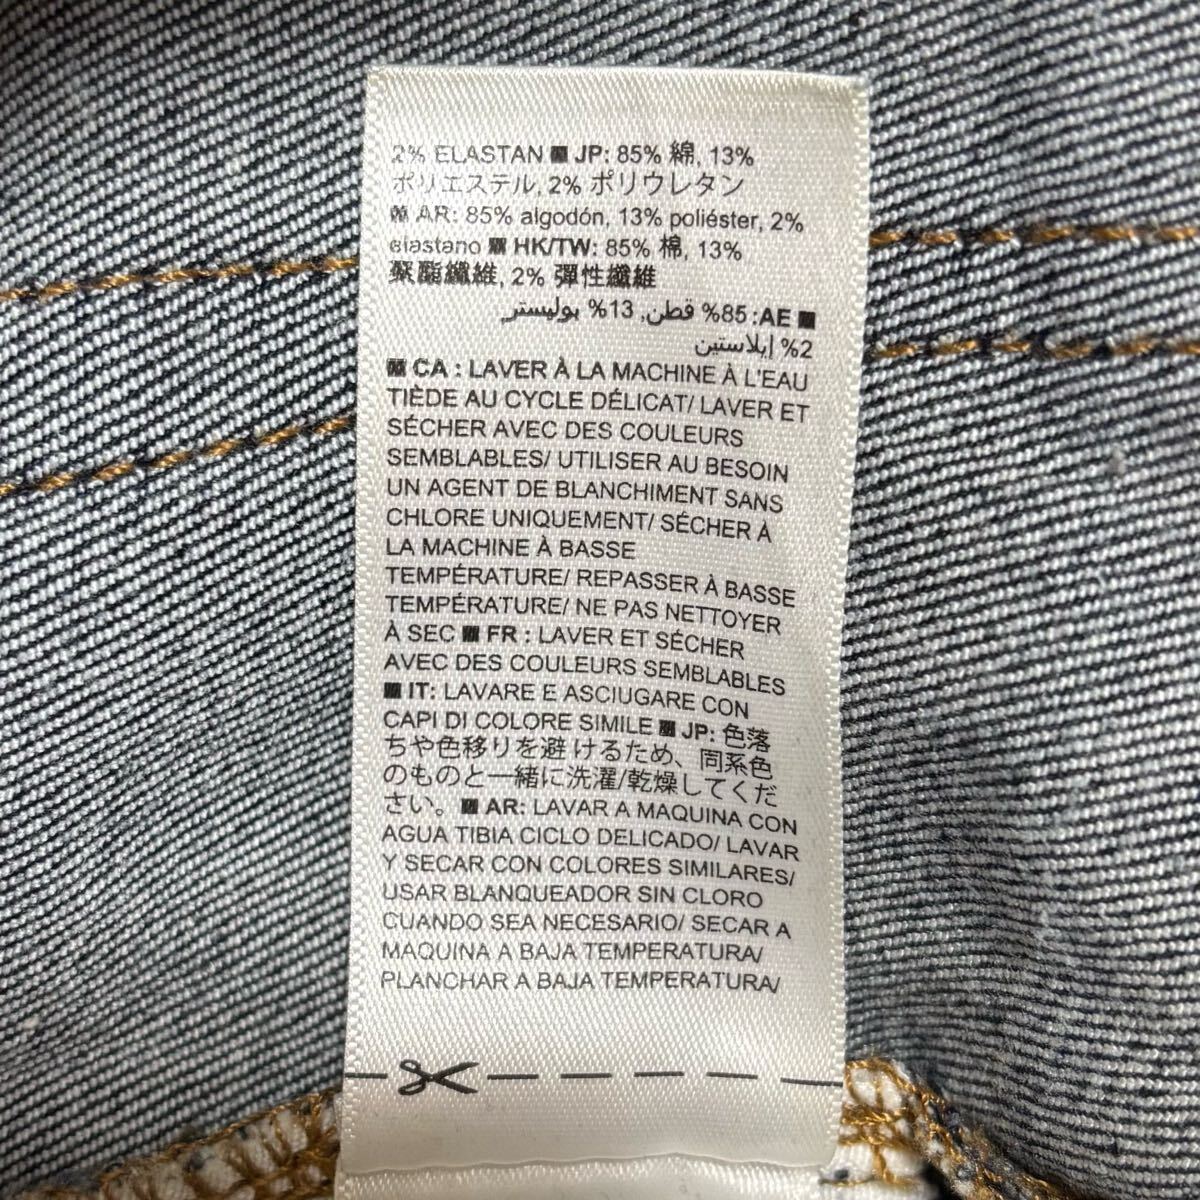 2% ELASTAN ■ JP: 85% 綿, 13%
ポリエステル, 2% ポリウレタン
■ AR: 85% algodón, 13% poliéster, 2%
elastano ■ HK/TW: 85% 棉, 13%
聚酯纖維, 2% 彈性纖維
■ AE: 85% قطن, 13% بوليستر,
2% إيلاستين
■ CA : LAVER À LA MACHINE À L'EAU
TIÈDE AU CYCLE DÉLICAT/ LAVER ET
SÉCHER AVEC DES COULEURS
SEMBLABLES/ UTILISER AU BESOIN
UN AGENT DE BLANCHIMENT SANS
CHLORE UNIQUEMENT/ SÉCHER À
LA MACHINE À BASSE
TEMPÉRATURE/ REPASSER À BASSE
TEMPÉRATURE/ NE PAS NETTOYER
À SEC ■ FR : LAVER ET SÉCHER
AVEC DES COULEURS SEMBLABLES
■ IT: LAVARE E ASCIUGARE CON
CAPI DI COLORE SIMILE ■ JP: 色落
ちや色移りを避けるため、同系色
のものと一緒に洗濯/乾燥してくだ
さい。■ AR: LAVAR A MAQUINA CON
AGUA TIBIA CICLO DELICADO/ LAVAR
Y SECAR CON COLORES SIMILARES/
USAR BLANQUEADOR SIN CLORO
CUANDO SEA NECESARIO/ SECAR A
MAQUINA A BAJA TEMPERATURA/
PLANCHAR A BAJA TEMPERATURA/